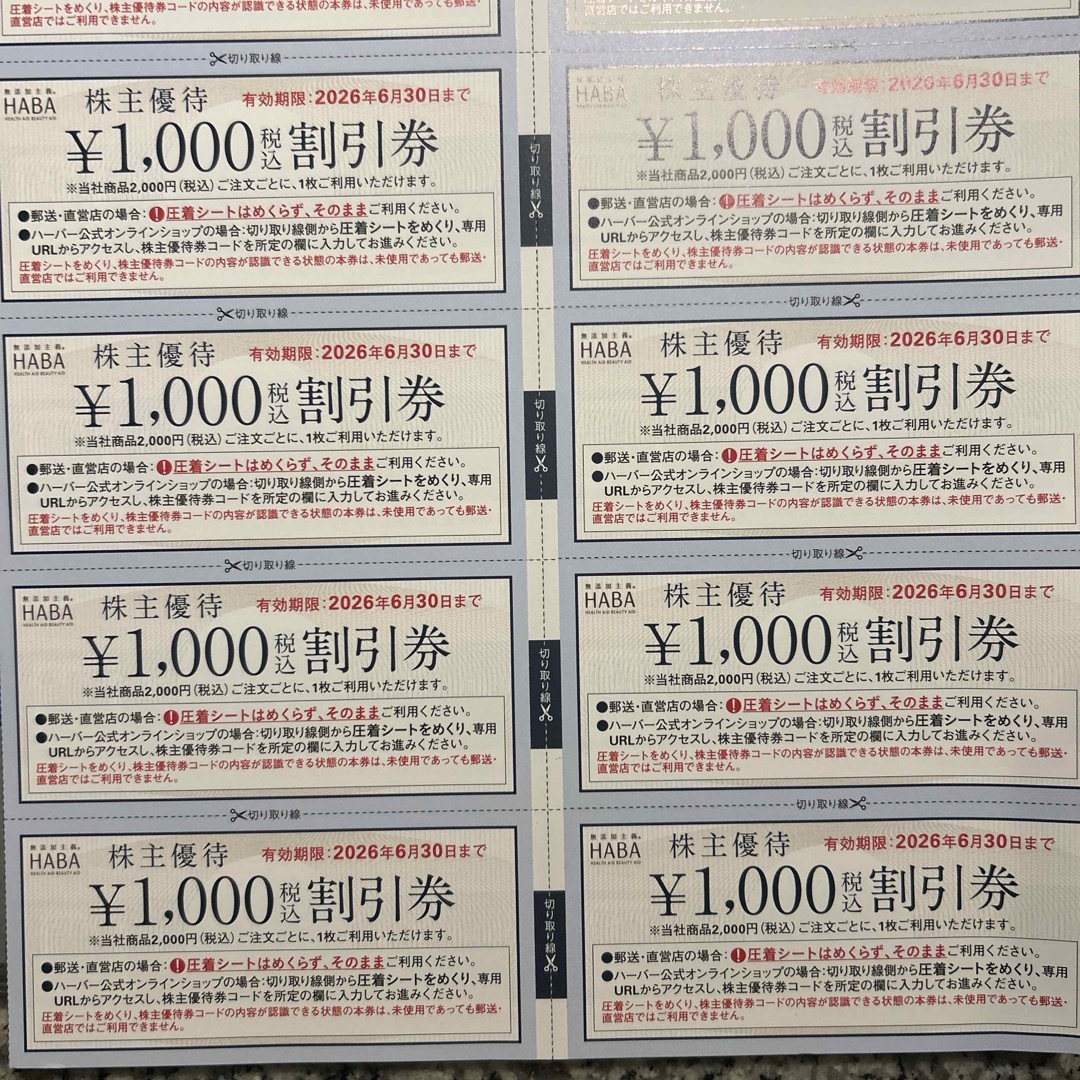 圧着シートをめくり、株主優待券コードの内容が認識できる状態の本券は、未使用であっても郵送・
直営店ではご利用できません。
圧着シートをめくり、株主優待券コードの内容が認識できる状態の本券は、未使用であっても郵送・
直営店ではご利用できません。
切り取り線
無添加主義®
HABA
HEALTH AID BEAUTY AID
株主優待
有効期限:2026年6月30日まで
¥1,000税込割引券
※当社商品2,000円(税込)ご注文ごとに、1枚ご利用いただけます。
●郵送・直営店の場合:!圧着シートはめくらず、そのままご利用ください。
●ハーバー公式オンラインショップの場合:切り取り線側から圧着シートをめくり、専用
URLからアクセスし、株主優待券コードを所定の欄に入力してお進みください。
圧着シートをめくり、株主優待券コードの内容が認識できる状態の本券は、未使用であっても郵送・
直営店ではご利用できません。
切り取り線
HABA
株主優待
有効期限:2026年6月30日まで
¥1,000税込割引券
※当社商品2,000円(税込)ご注文ごとに、1枚ご利用いただけます。
●郵送・直営店の場合:!圧着シートはめくらず、そのままご利用ください。
●ハーバー公式オンラインショップの場合:切り取り線側から圧着シートをめくり、専用
URLからアクセスし、株主優待券コードを所定の欄に入力してお進みください。
圧着シートをめくり、株主優待券コードの内容が認識できる状態の本券は、未使用であっても郵送・
直営店ではご利用できません。
切り取り線
切り取り線
無添加主義®
HABA
HEALTH AID BEAUTY AID
株主優待
有効期限:2026年6月30日まで
¥1,000税込割引券
※当社商品2,000円(税込)ご注文ごとに、1枚ご利用いただけます。
●郵送・直営店の場合:!圧着シートはめくらず、そのままご利用ください。
●ハーバー公式オンラインショップの場合:切り取り線側から圧着シートをめくり、専用
URLからアクセスし、株主優待券コードを所定の欄に入力してお進みください。
圧着シートをめくり、株主優待券コードの内容が認識できる状態の本券は、未使用であっても郵送・
直営店ではご利用できません。
切り取り線
無添加主義®
HABA
HEALTH AID BEAUTY AID
株主優待
有効期限:2026年6月30日まで
¥1,000税込割引券
※当社商品2,000円(税込)ご注文ごとに、1枚ご利用いただけます。
●郵送・直営店の場合:!圧着シートはめくらず、そのままご利用ください。
●ハーバー公式オンラインショップの場合:切り取り線側から圧着シートをめくり、専用
URLからアクセスし、株主優待券コードを所定の欄に入力してお進みください。
圧着シートをめくり、株主優待券コードの内容が認識できる状態の本券は、未使用であっても郵送・
直営店ではご利用できません。
切り取り線
切り取り線
無添加主義®
HABA
HEALTH AID BEAUTY AID
株主優待
有効期限:2026年6月30日まで
¥1,000税込割引券
※当社商品2,000円(税込)ご注文ごとに、1枚ご利用いただけます。
●郵送・直営店の場合:!圧着シートはめくらず、そのままご利用ください。
●ハーバー公式オンラインショップの場合:切り取り線側から圧着シートをめくり、専用
URLからアクセスし、株主優待券コードを所定の欄に入力してお進みください。
圧着シートをめくり、株主優待券コードの内容が認識できる状態の本券は、未使用であっても郵送・
直営店ではご利用できません。
切り取り線
無添加主義®
HABA
HEALTH AID BEAUTY AID
株主優待
有効期限:2026年6月30日まで
¥1,000税込割引券
※当社商品2,000円(税込)ご注文ごとに、1枚ご利用いただけます。
●郵送・直営店の場合:!圧着シートはめくらず、そのままご利用ください。
●ハーバー公式オンラインショップの場合:切り取り線側から圧着シートをめくり、専用
URLからアクセスし、株主優待券コードを所定の欄に入力してお進みください。
圧着シートをめくり、株主優待券コードの内容が認識できる状態の本券は、未使用であっても郵送・
直営店ではご利用できません。
切り取り線
切り取り線
無添加主義®
HABA
HEALTH AID BEAUTY AID
株主優待
有効期限:2026年6月30日まで
¥1,000税込割引券
※当社商品2,000円(税込)ご注文ごとに、1枚ご利用いただけます。
●郵送・直営店の場合:!圧着シートはめくらず、そのままご利用ください。
●ハーバー公式オンラインショップの場合:切り取り線側から圧着シートをめくり、専用
URLからアクセスし、株主優待券コードを所定の欄に入力してお進みください。
圧着シートをめくり、株主優待券コードの内容が認識できる状態の本券は、未使用であっても郵送・
直営店ではご利用できません。
切り取り線
無添加主義®
HABA
HEALTH AID BEAUTY AID
株主優待
有効期限:2026年6月30日まで
¥1,000税込割引券
※当社商品2,000円(税込)ご注文ごとに、1枚ご利用いただけます。
●郵送・直営店の場合:!圧着シートはめくらず、そのままご利用ください。
●ハーバー公式オンラインショップの場合:切り取り線側から圧着シートをめくり、専用
URLからアクセスし、株主優待券コードを所定の欄に入力してお進みください。
圧着シートをめくり、株主優待券コードの内容が認識できる状態の本券は、未使用であっても郵送・
直営店ではご利用できません。